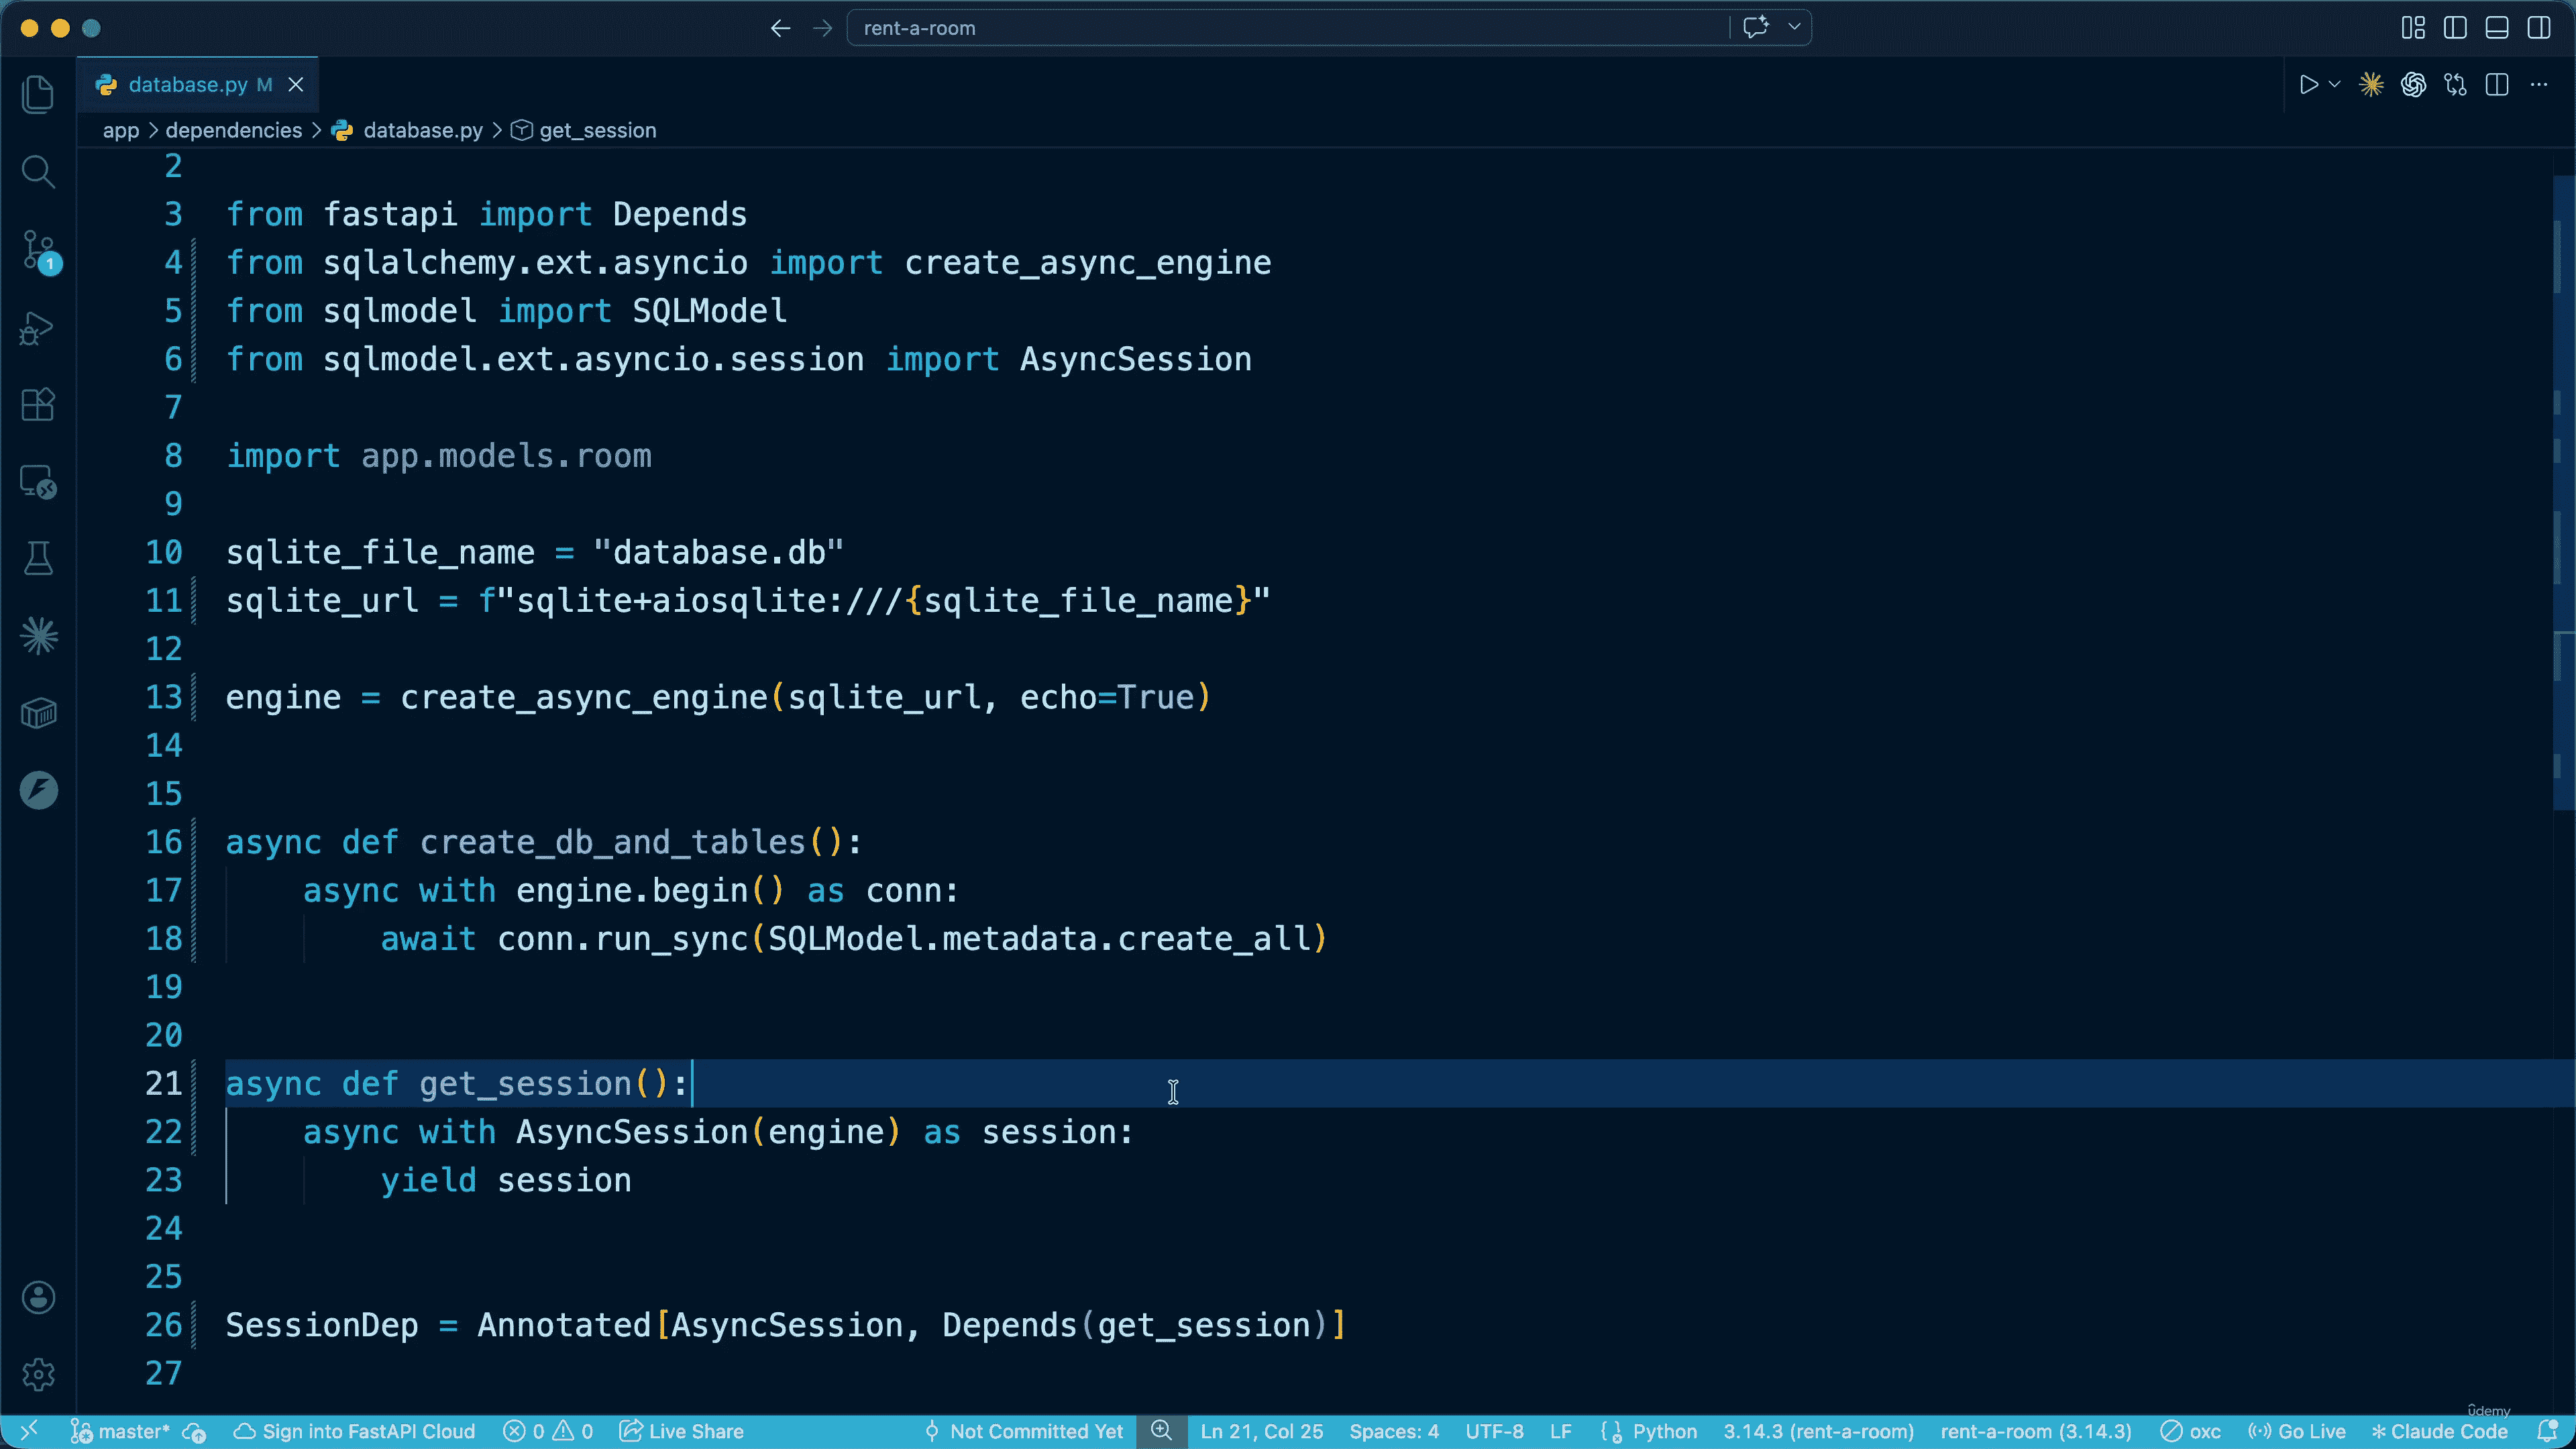 rent-a-room
database.py M
app > dependencies > database.py > get_session
2
3 from fastapi import Depends
4 from sqlalchemy.ext.asyncio import create_async_engine
5 from sqlmodel import SQLModel
6 from sqlmodel.ext.asyncio.session import AsyncSession
7
8 import app.models.room
9
10 sqlite_file_name = "database.db"
11 sqlite_url = f"sqlite+aiosqlite:///{sqlite_file_name}"
12
13 engine = create_async_engine(sqlite_url, echo=True)
14
15
16 async def create_db_and_tables():
17 async with engine.begin() as conn:
18 await conn.run_sync(SQLModel.metadata.create_all)
19
20
21 async def get_session():
22 async with AsyncSession(engine) as session:
23 yield session
24
25
26 SessionDep = Annotated[AsyncSession, Depends(get_session)]
27
1
udemy
master* Sign into FastAPI Cloud 0 0 Live Share Not Committed Yet Ln 21, Col 25 Spaces: 4 UTF-8 LF Python 3.14.3 (rent-a-room) rent-a-room (3.14.3) oxc Go Live Claude Code